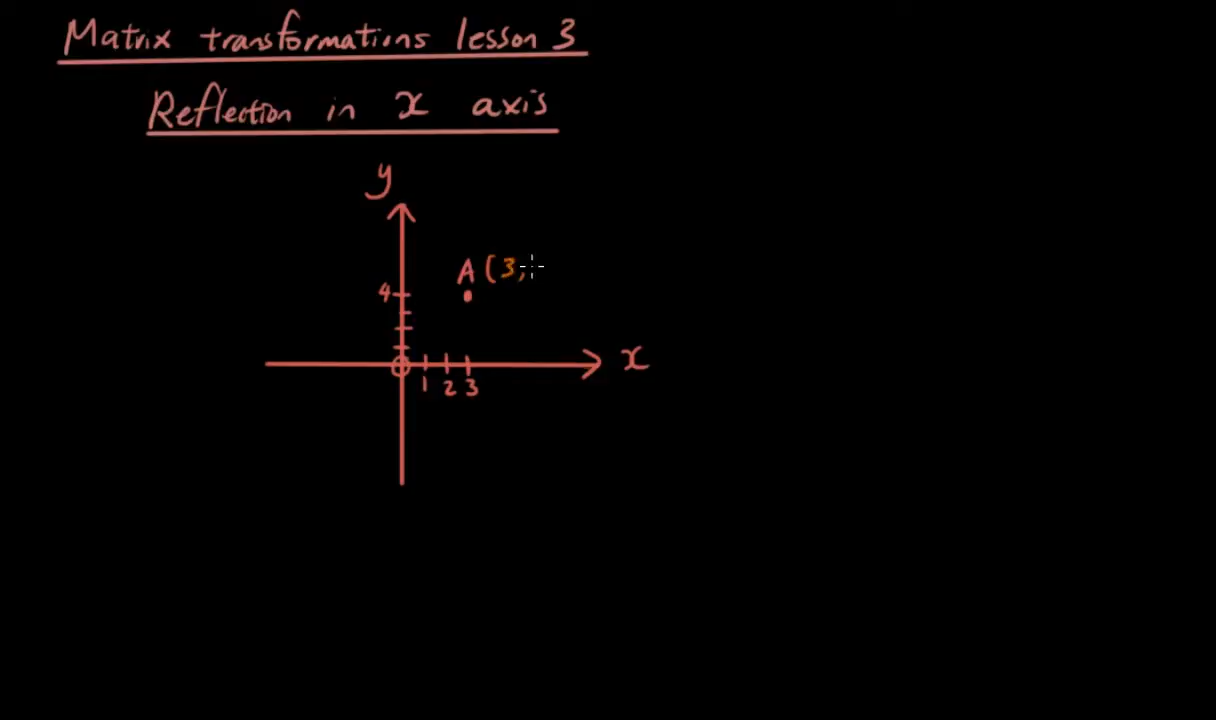 Matrix transformations lesson 3
Reflection in x axis
y
A (3,
4
x
1 2 3